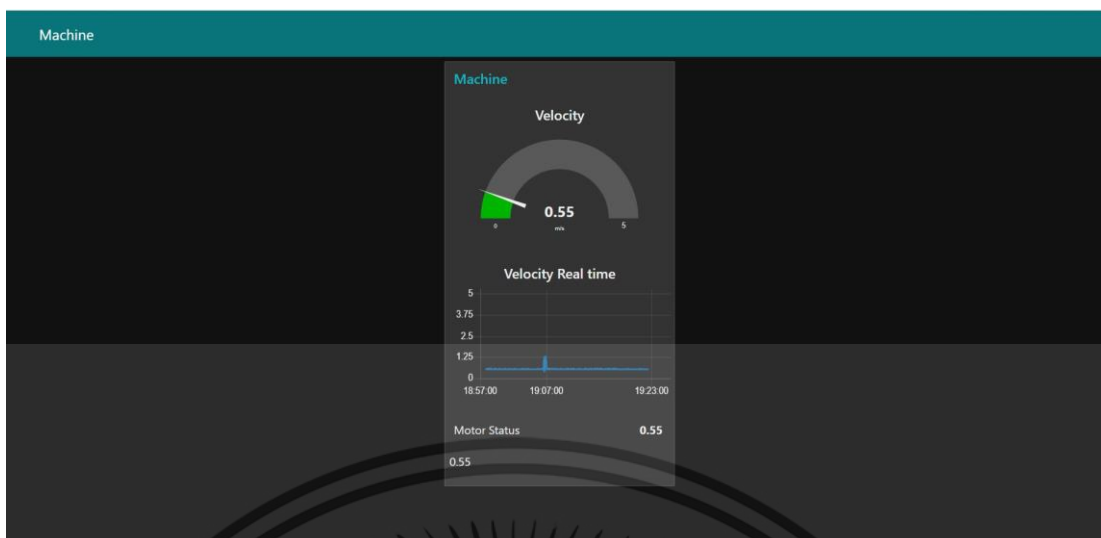 Machine
Machine
Velocity
0.55
m/s
0 5
Velocity Real time
5
3.75
2.5
1.25
0
18:57:00 19:07:00 19:23:00
Motor Status 0.55
0.55